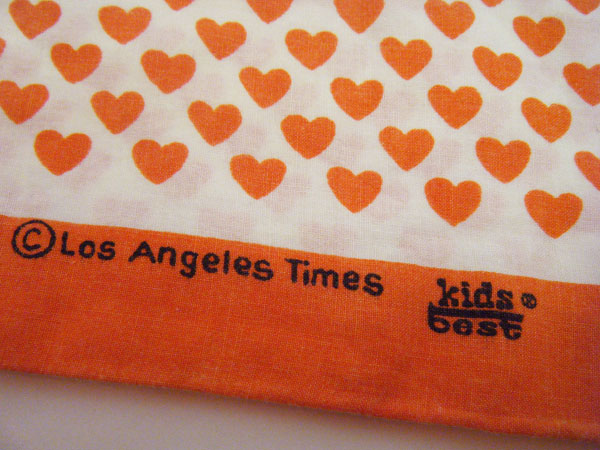 © Los Angeles Times
kids ®
best